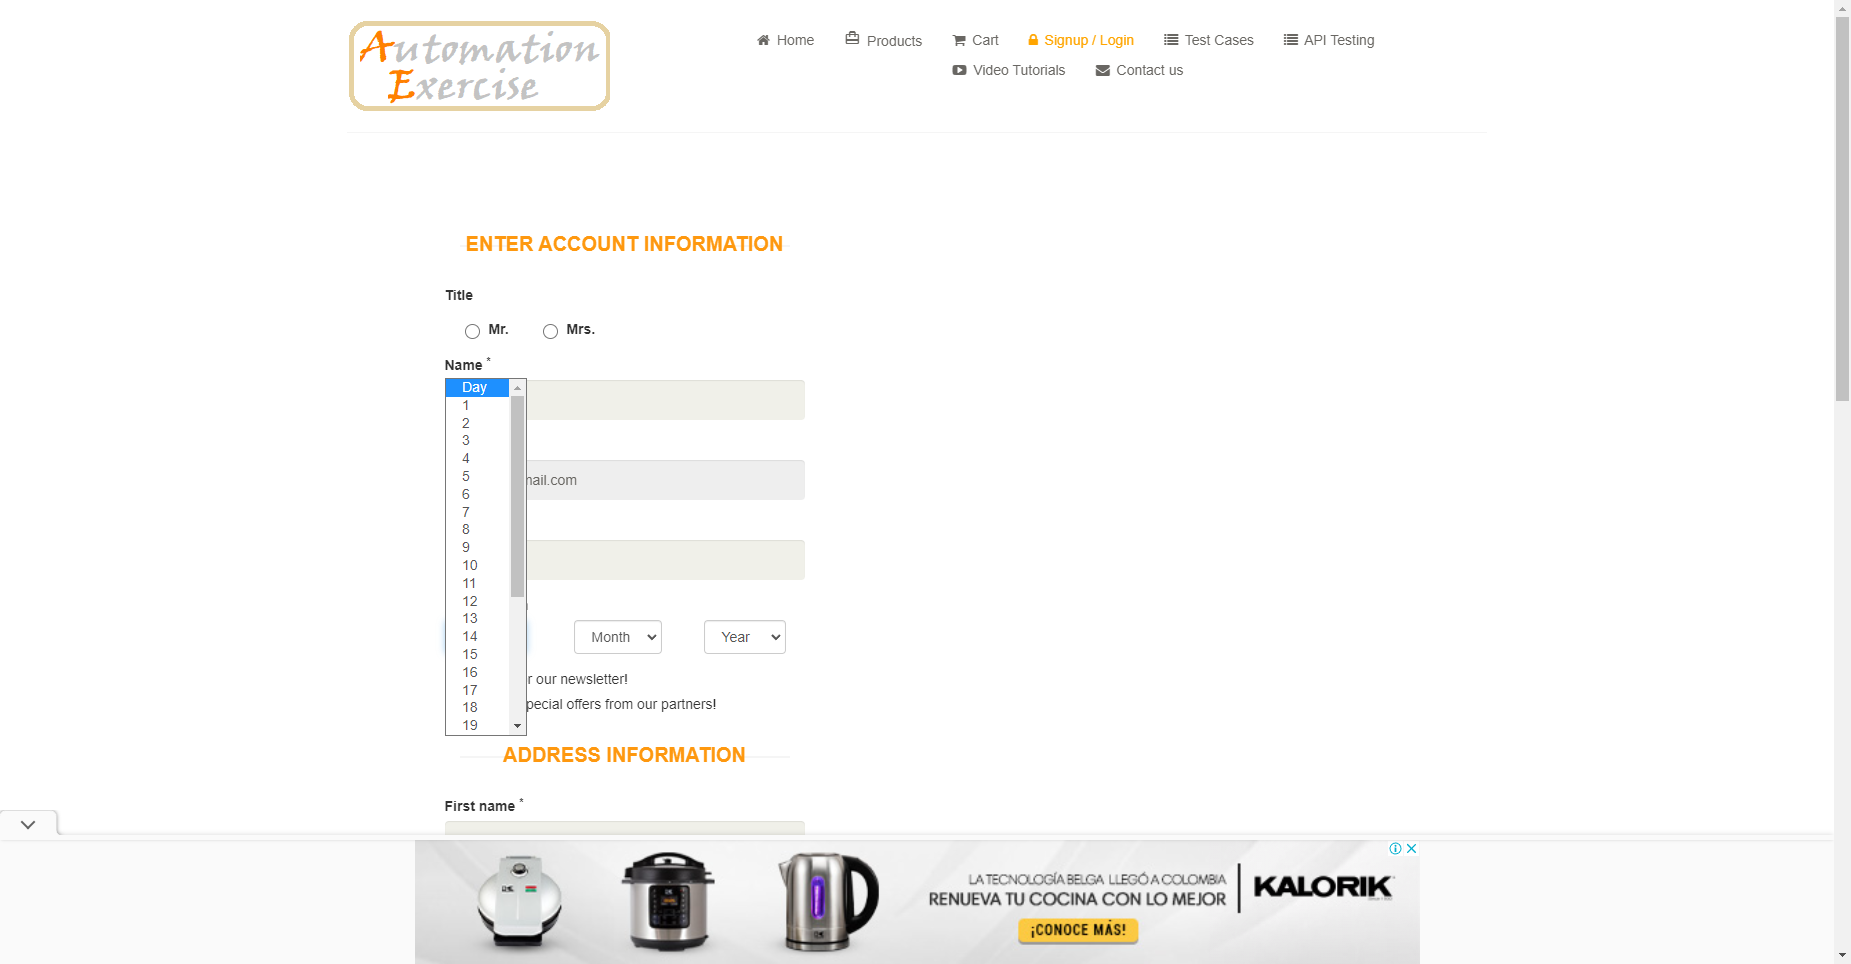 Automation
Exercise
Home
Products
Cart
Signup / Login
Test Cases
API Testing
Video Tutorials
Contact us
ENTER ACCOUNT INFORMATION
Title
Mr.
Mrs.
Name *
Day
1
2
3
4
5
6
7
8
9
10
11
12
13
14
15
16
17
18
19
mail.com
Month
Year
r our newsletter!
pecial offers from our partners!
ADDRESS INFORMATION
First name *
LA TECNOLOGÍA BELGA LLEGÓ A COLOMBIA
RENUEVA TU COCINA CON LO MEJOR
¡CONOCE MÁS!
KALORIK